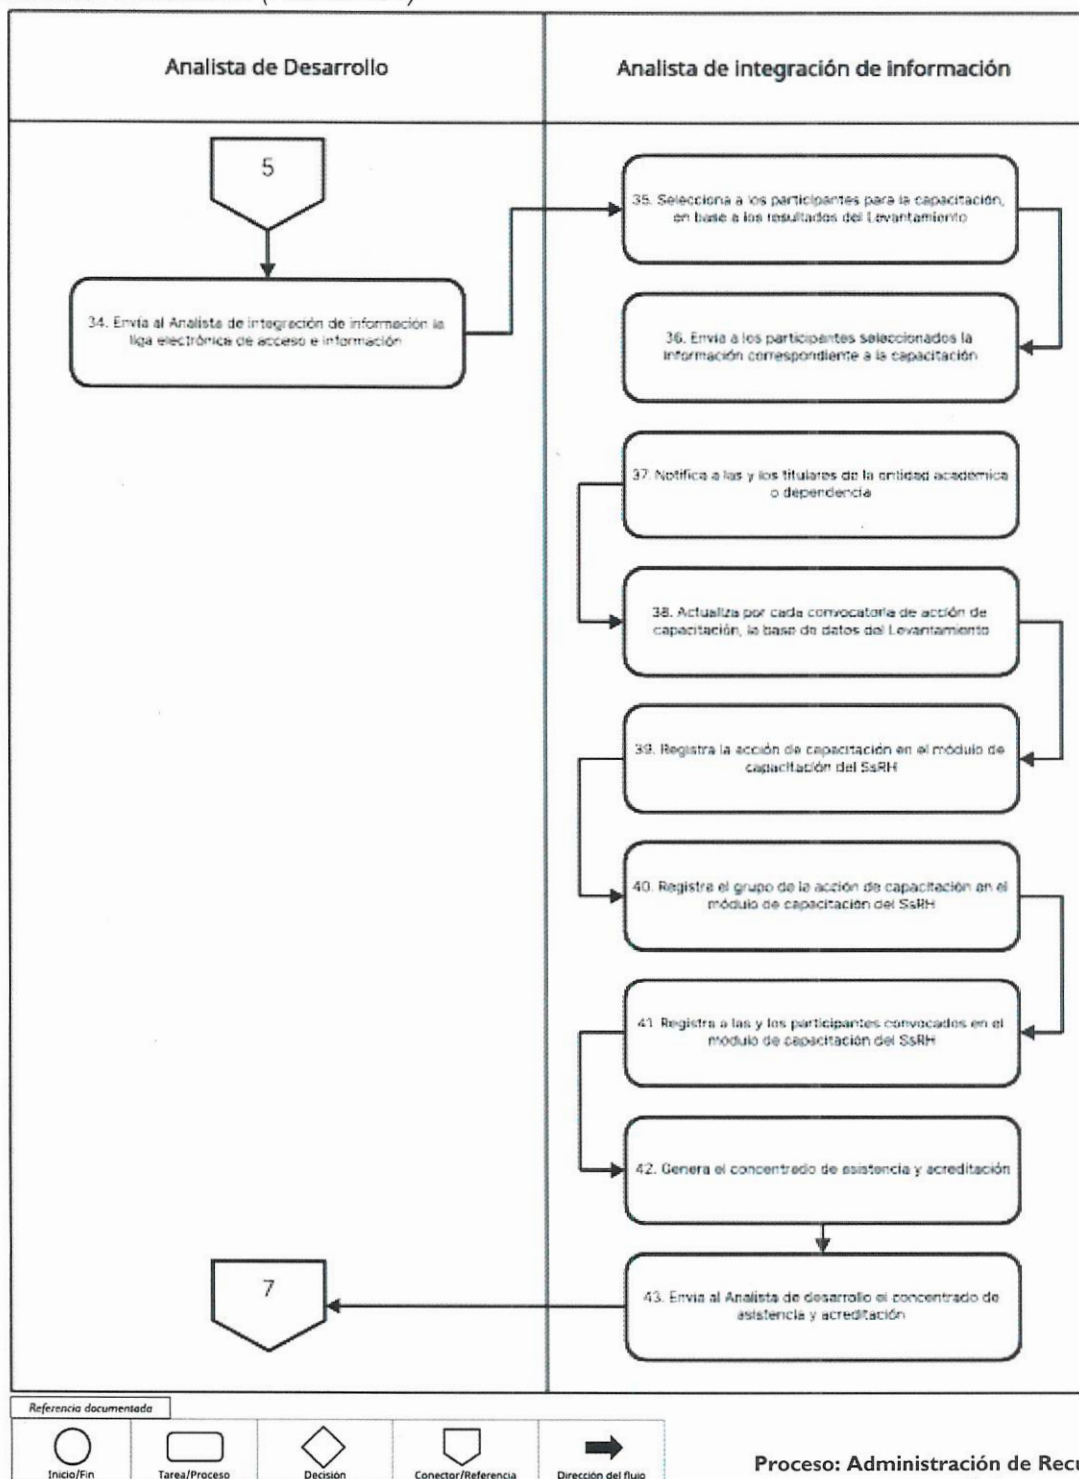 Analista de Desarrollo
Analista de integración de información
5
34. Envía al Analista de integración de información la
liga electrónica de acceso e información
35. Selecciona a los participantes para la capacitación,
en base a los resultados del Levantamiento
36. Envía a los participantes seleccionados la
información correspondiente a la capacitación
37. Notifica a las y los titulares de la entidad académica
o dependencia
38. Actualiza por cada convocatoria de acción de
capacitación, la base de datos del Levantamiento
39. Registra la acción de capacitación en el módulo de
capacitación del SsRH
40. Registra el grupo de la acción de capacitación en el
módulo de capacitación del SsRH
41. Registra a las y los participantes convocados en el
módulo de capacitación del SsRH
42. Genera el concentrado de asistencia y acreditación
43. Envía al Analista de desarrollo el concentrado de
asistencia y acreditación
7
Referencia documentada
Inicio/Fin
Tarea/Proceso
Decisión
Conector/Referencia
Dirección del flujo
Proceso: Administración de Recu